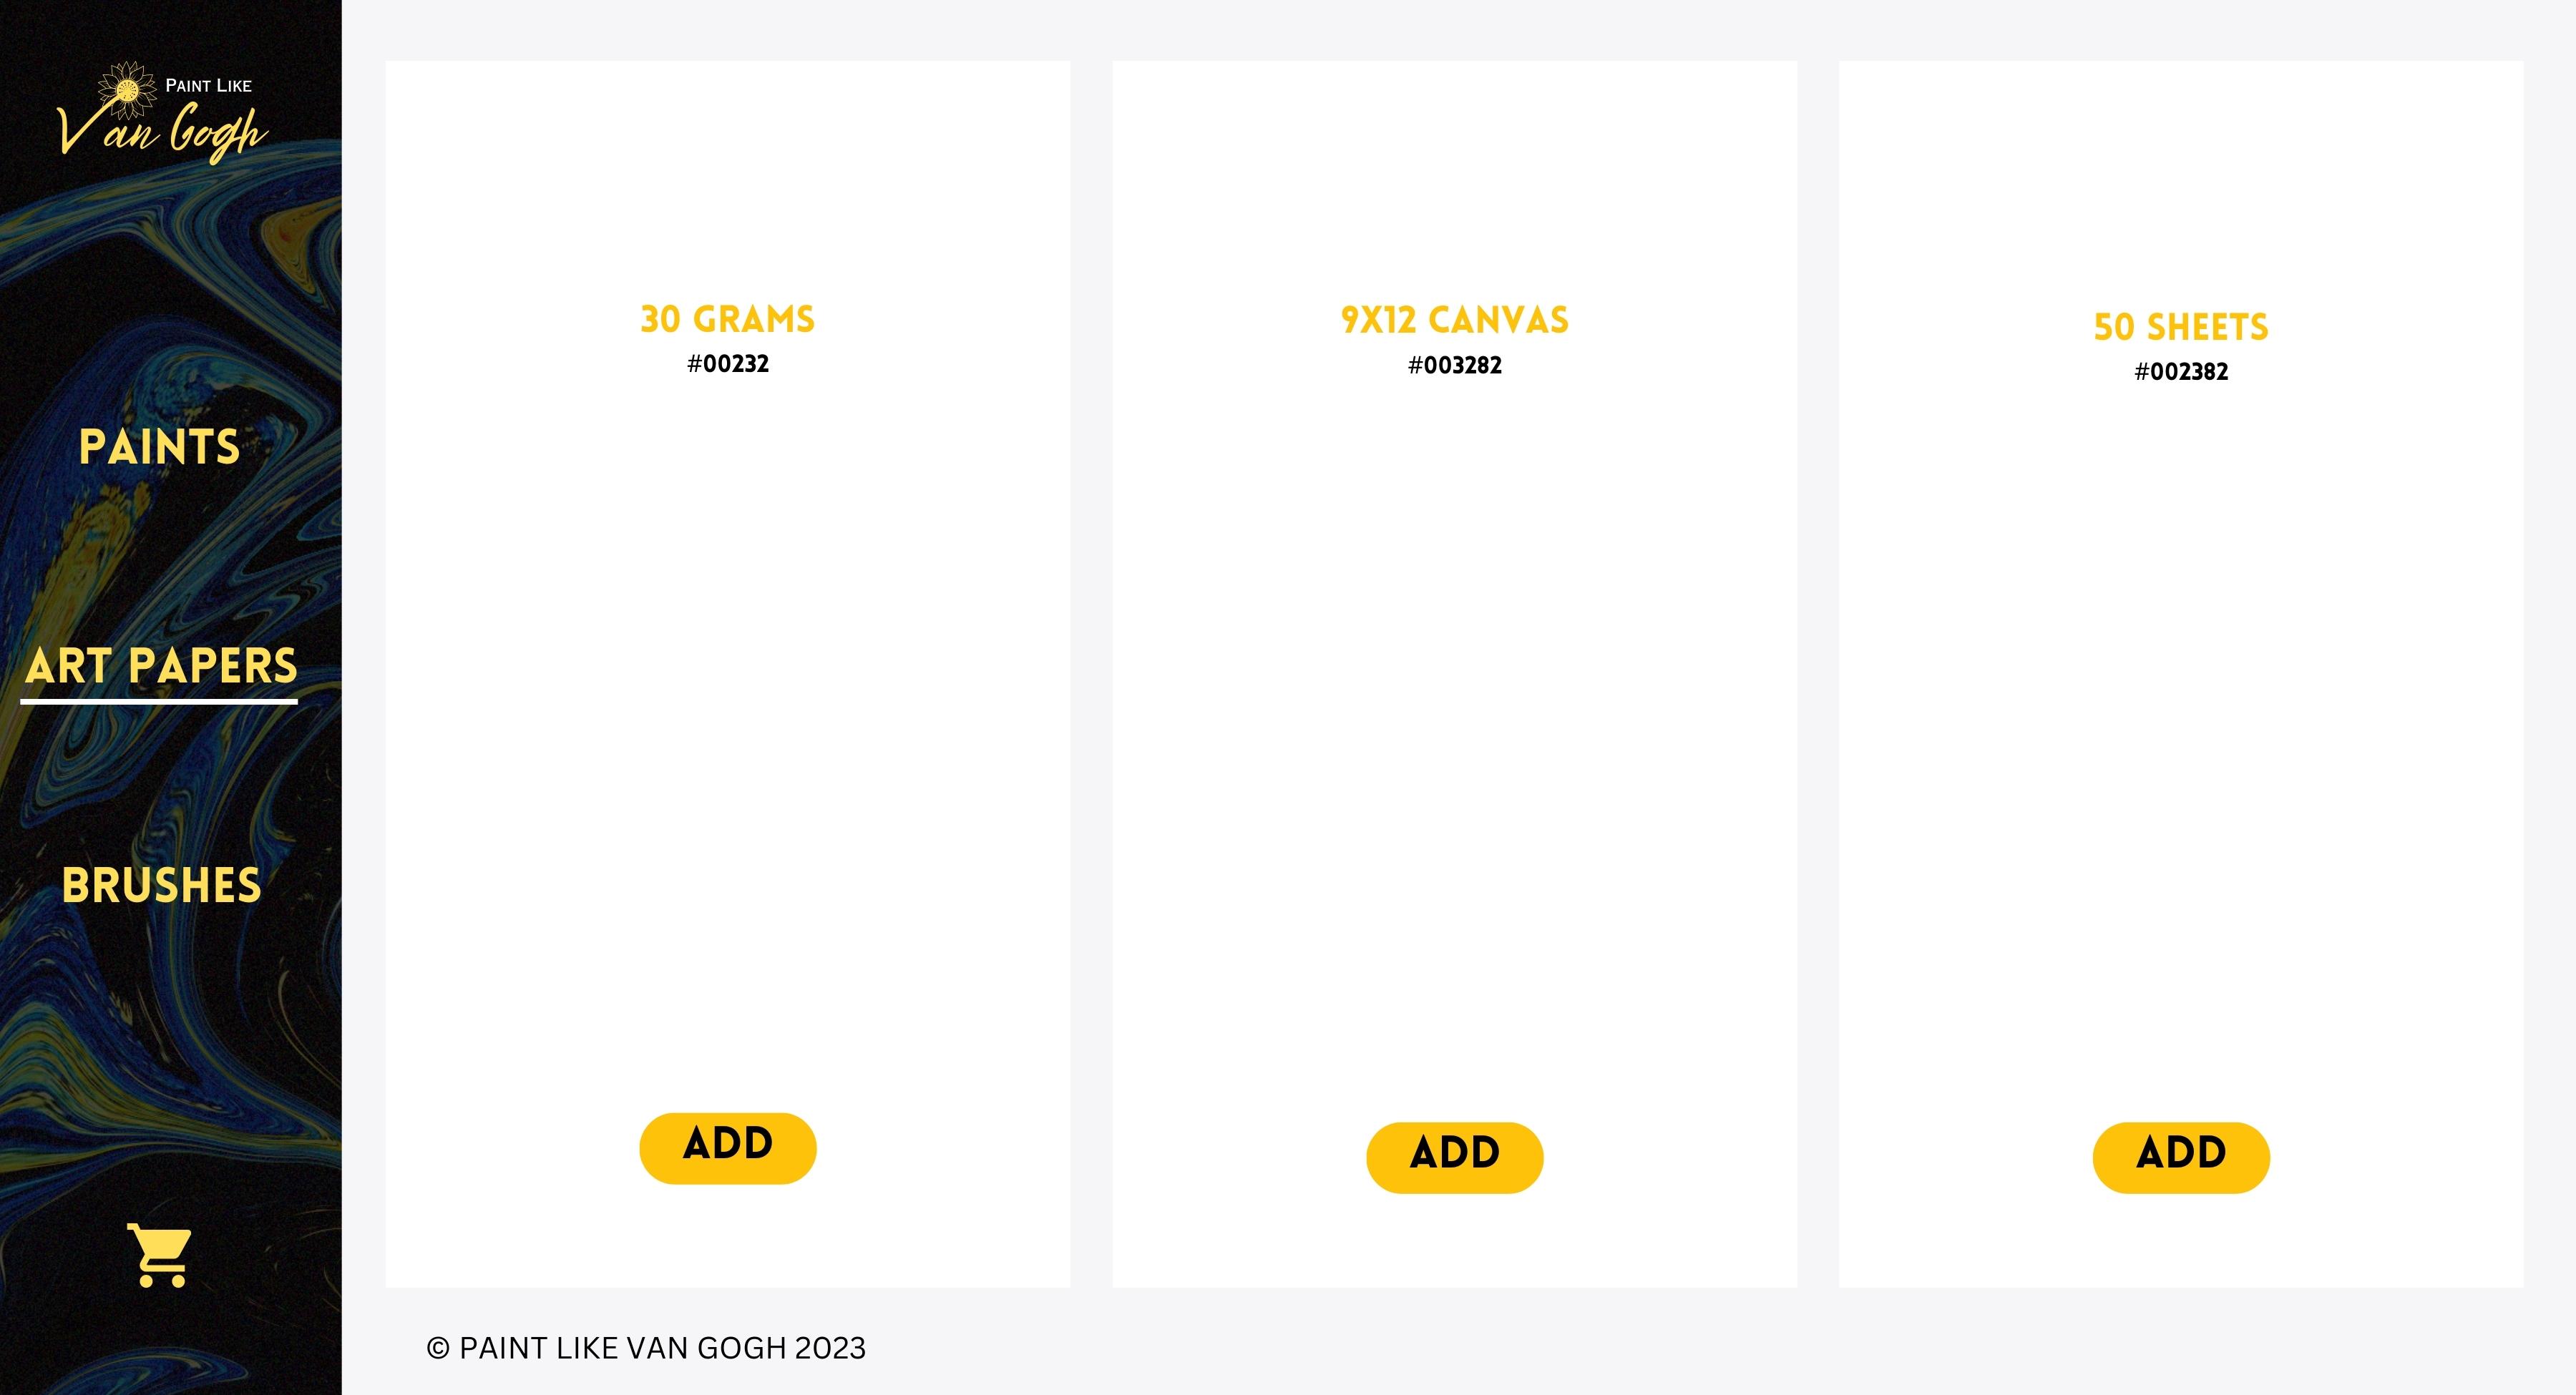 PAINT LIKE
Van Gogh
PAINTS
ART PAPERS
BRUSHES
30 GRAMS
#00232
ADD
9X12 CANVAS
#003282
ADD
50 SHEETS
#002382
ADD
© PAINT LIKE VAN GOGH 2023